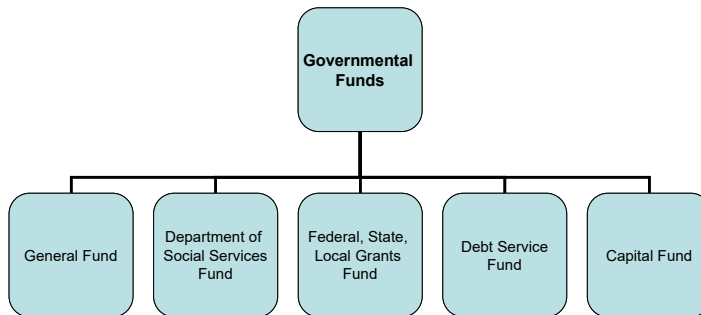 Governmental
Funds
General Fund
Department of
Social Services
Fund
Federal, State,
Local Grants
Fund
Debt Service
Fund
Capital Fund